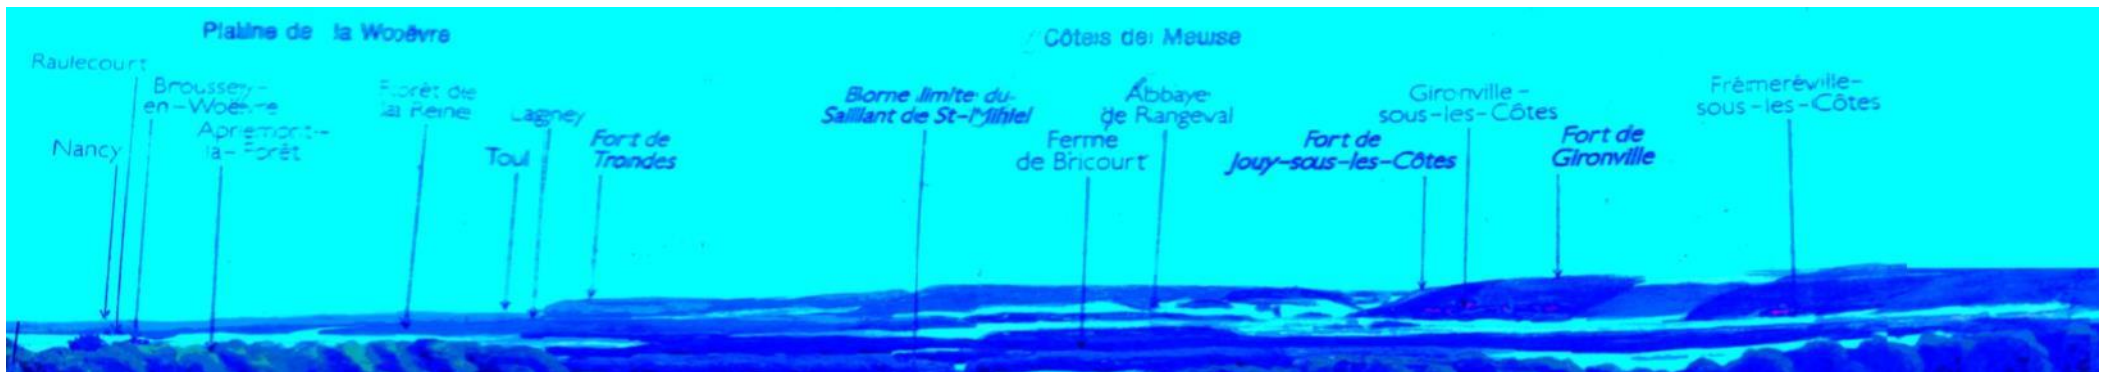 Plaine de la Woëvre
Côtes de Meuse
Raulecourt
Broussey-
en-Woëvre
Apremont-
la-Forêt
Nancy
Forêt de
la Reine
Lagney
Toul
Fort de
Trondes
Borne limite du
Saillant de St-Mihiel
Abbaye
de Rangeval
Ferme
de Bricourt
Gironville-
sous-les-Côtes
Fort de
Jouy-sous-les-Côtes
Fort de
Gironville
Frémeréville-
sous-les-Côtes